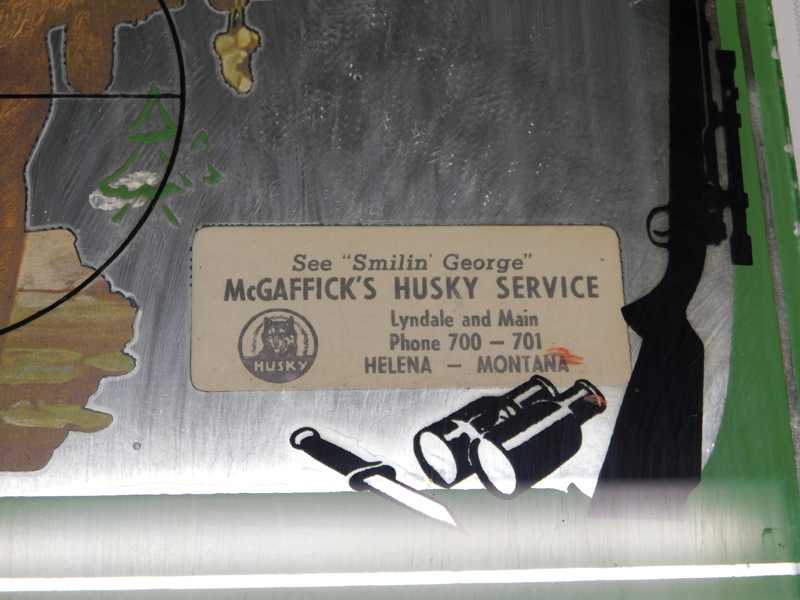 See "Smilin' George"
McGAFFICK'S HUSKY SERVICE
Lyndale and Main
Phone 700 – 701
HELENA – MONTANA
HUSKY